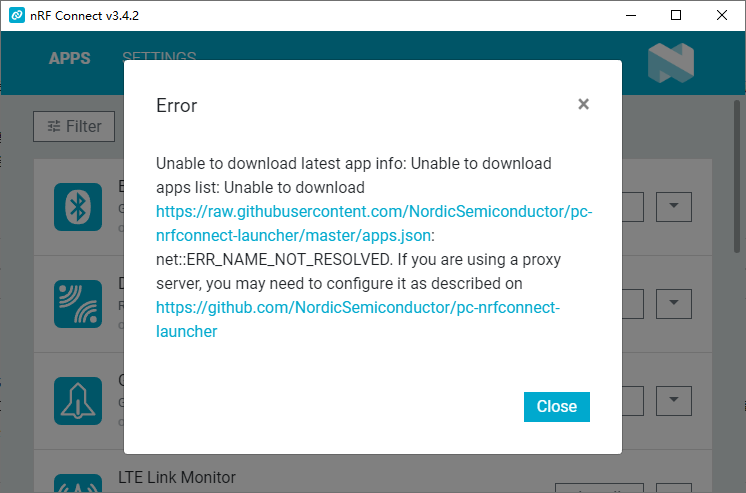 nRF Connect v3.4.2
APPS SETTINGS
Error
Filter
Unable to download latest app info: Unable to download
apps list: Unable to download
https://raw.githubusercontent.com/NordicSemiconductor/pc-
nrfconnect-launcher/master/apps.json:
net::ERR_NAME_NOT_RESOLVED. If you are using a proxy
server, you may need to configure it as described on
https://github.com/NordicSemiconductor/pc-nrfconnect-
launcher
Close
LTE Link Monitor